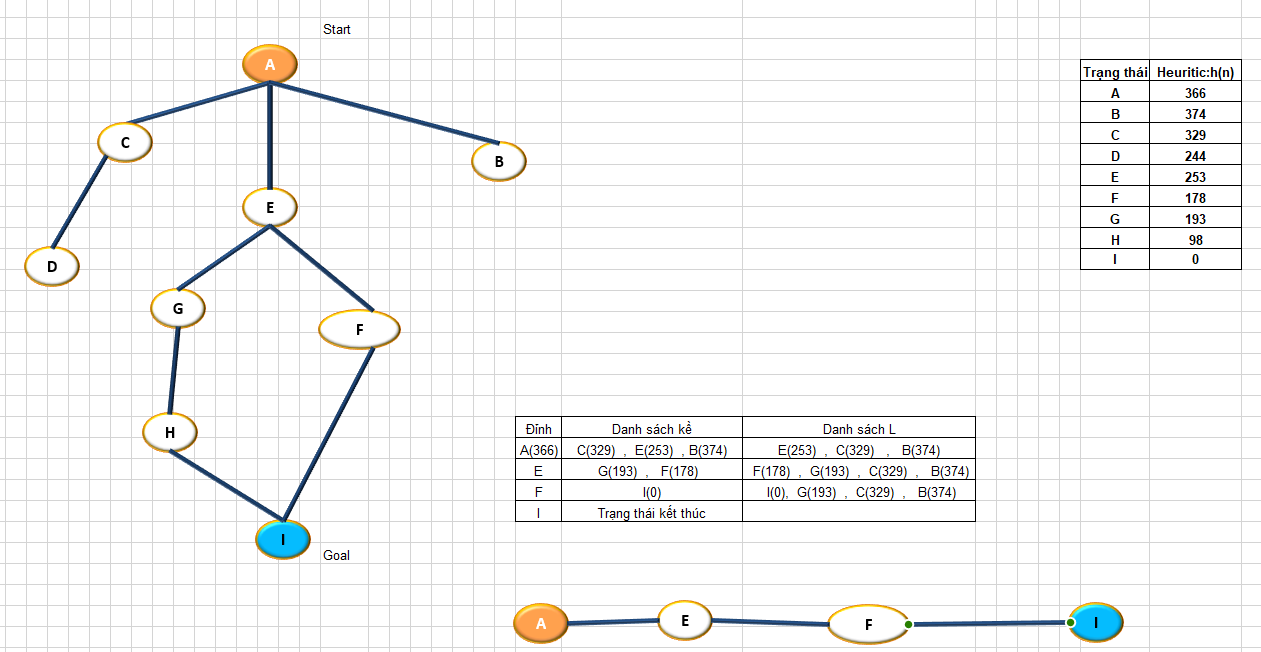 Start
A
C
B
E
D
G
F
H
I
Goal
Trạng thái Heuritic:h(n)
A 366
B 374
C 329
D 244
E 253
F 178
G 193
H 98
I 0
Đỉnh Danh sách kề Danh sách L
A(366) C(329) , E(253) , B(374) E(253) , C(329) , B(374)
E G(193) , F(178) F(178) , G(193) , C(329) , B(374)
F I(0) I(0), G(193) , C(329) , B(374)
I Trạng thái kết thúc
A E F I